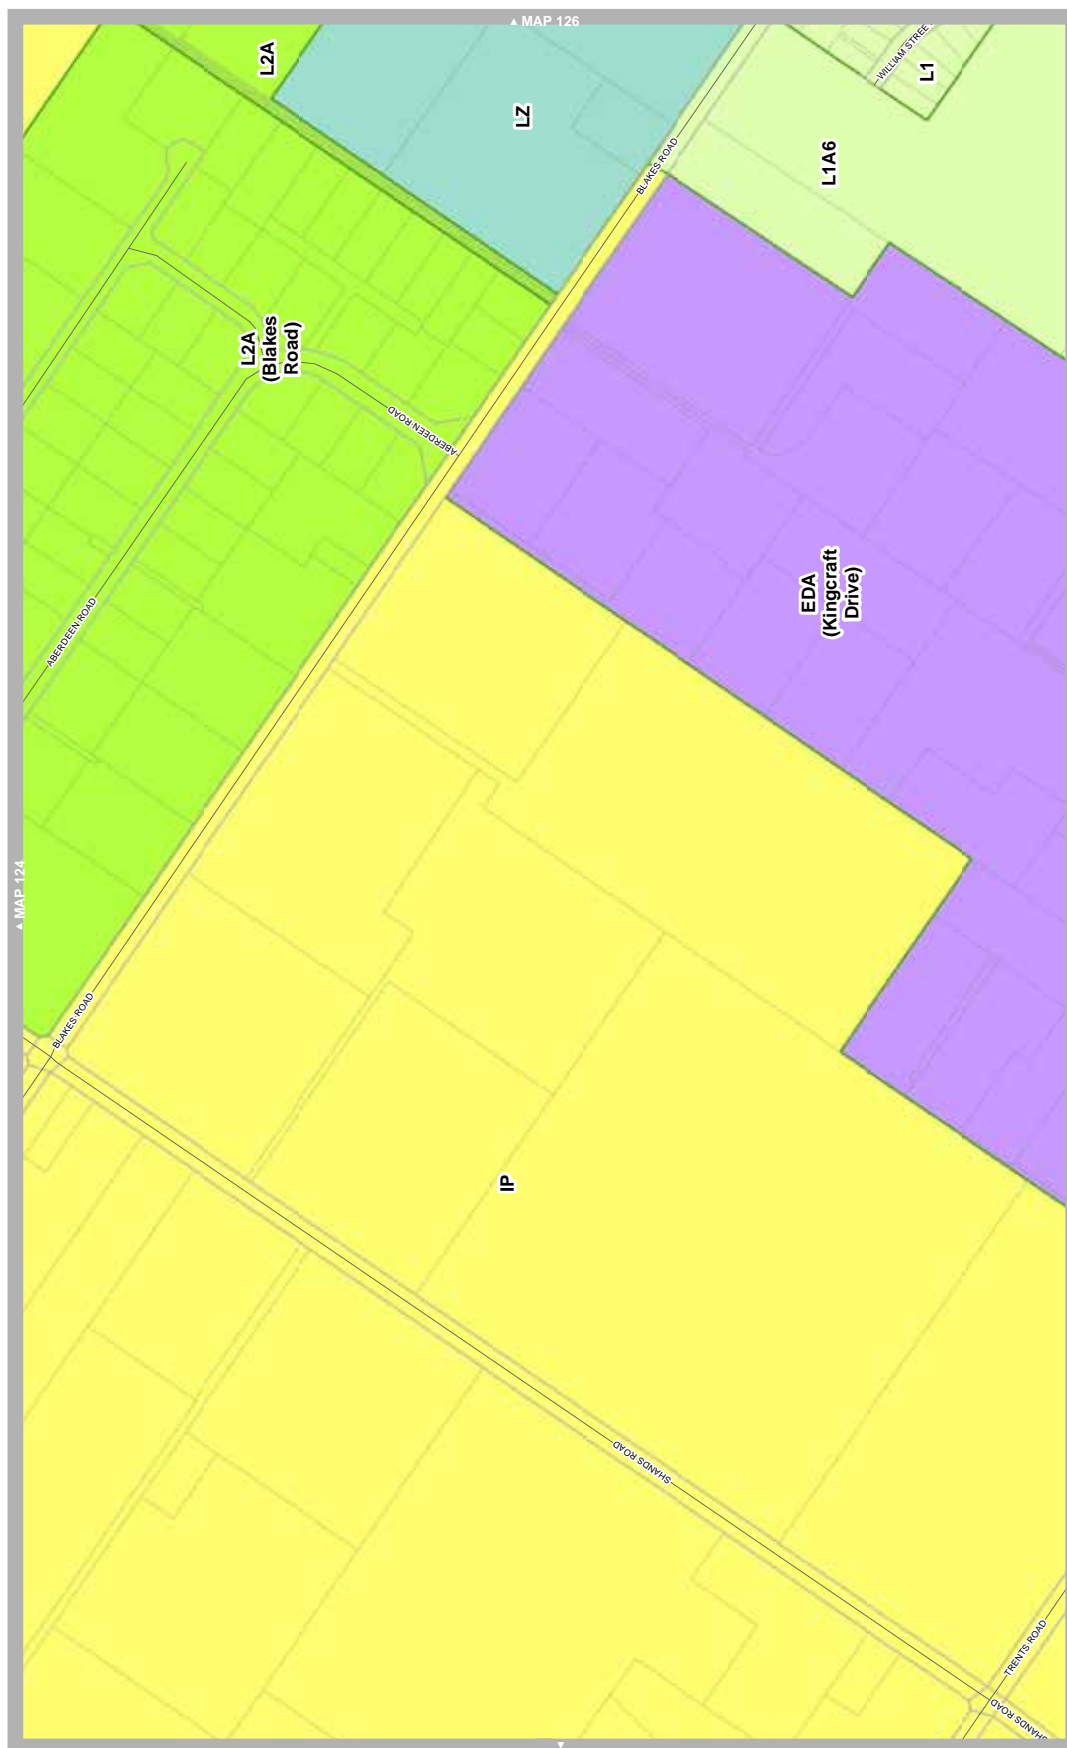 ▲ MAP 126
L2A
LZ
WILLIAM STREE
L1
L1A6
BLAKES ROAD
L2A
(Blakes
Road)
ABERDEEN ROAD
EDA
(Kingcraft
Drive)
ABERDEEN ROAD
▲ MAP 124
BLAKES ROAD
IP
SHANDS ROAD
TRENTS ROAD
SHANDS ROAD